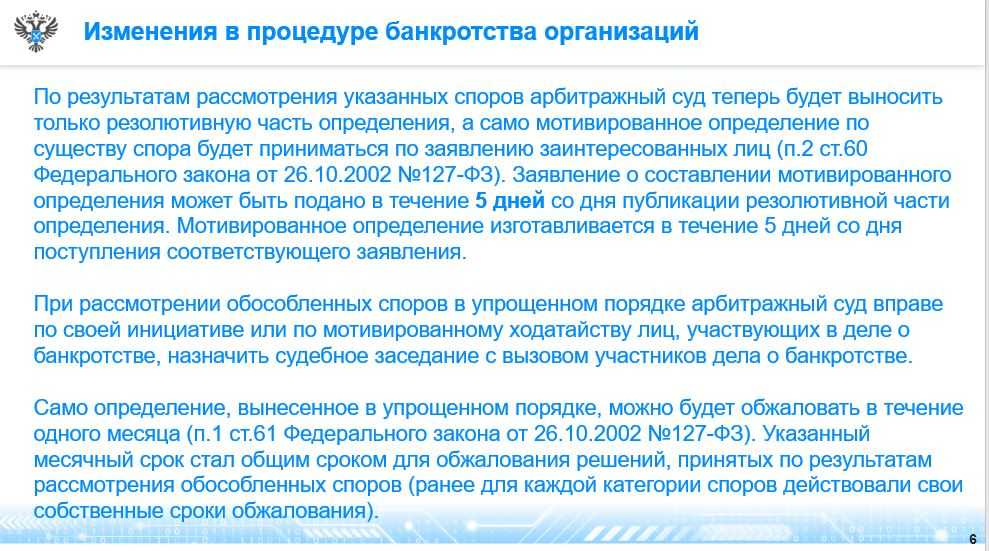 Изменения в процедуре банкротства организаций
По результатам рассмотрения указанных споров арбитражный суд теперь будет выносить
только резолютивную часть определения, а само мотивированное определение по
существу спора будет приниматься по заявлению заинтересованных лиц (п.2 ст.60
Федерального закона от 26.10.2002 №127-ФЗ). Заявление о составлении мотивированного
определения может быть подано в течение 5 дней со дня публикации резолютивной части
определения. Мотивированное определение изготавливается в течение 5 дней со дня
поступления соответствующего заявления.
При рассмотрении обособленных споров в упрощенном порядке арбитражный суд вправе
по своей инициативе или по мотивированному ходатайству лиц, участвующих в деле о
банкротстве, назначить судебное заседание с вызовом участников дела о банкротстве.
Само определение, вынесенное в упрощенном порядке, можно будет обжаловать в течение
одного месяца (п.1 ст.61 Федерального закона от 26.10.2002 №127-ФЗ). Указанный
месячный срок стал общим сроком для обжалования решений, принятых по результатам
рассмотрения обособленных споров (ранее для каждой категории споров действовали свои
собственные сроки обжалования).
6